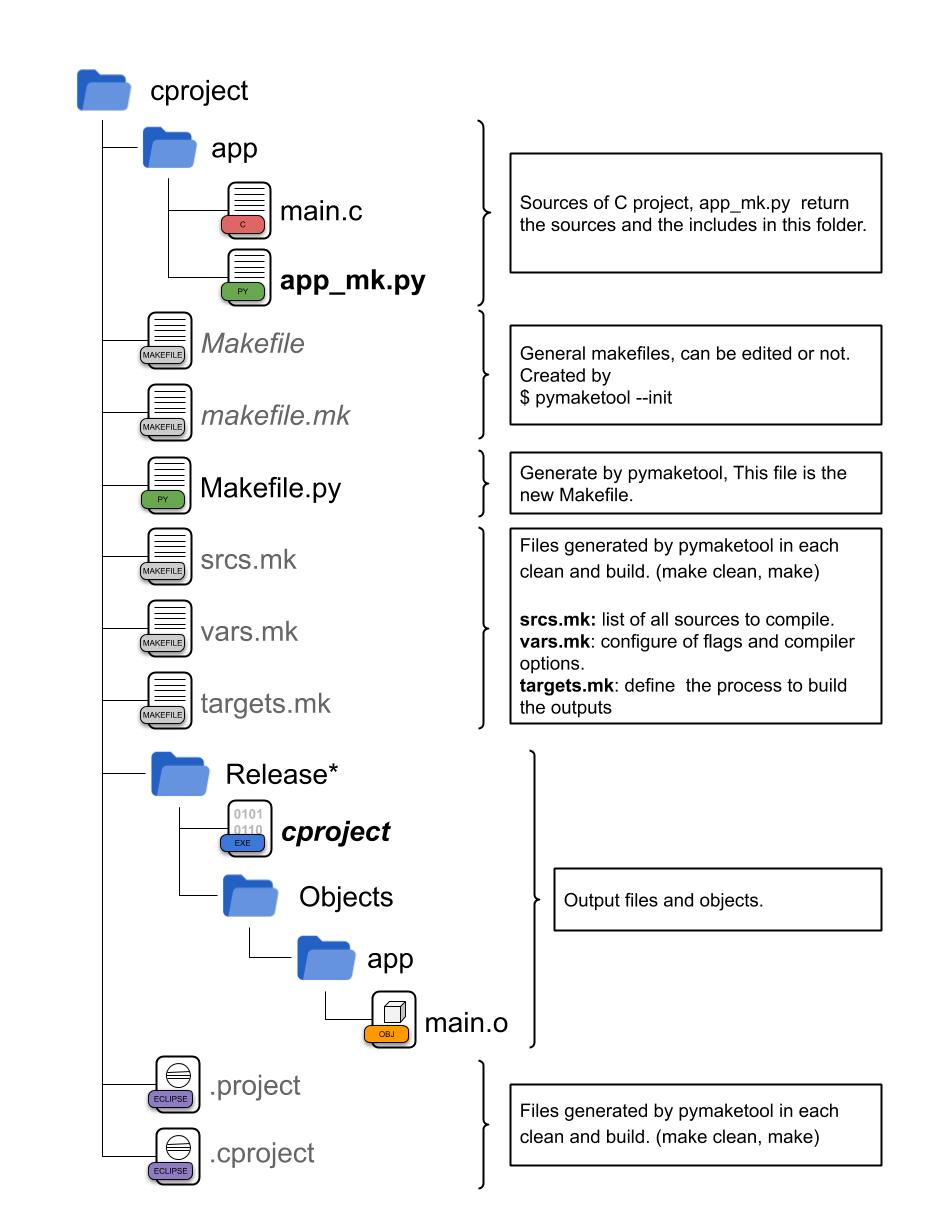 cproject
app
C
main.c
PY
app_mk.py
Sources of C project, app_mk.py  return
the sources and the includes in this folder.
MAKEFILE
Makefile
MAKEFILE
makefile.mk
General makefiles, can be edited or not.
Created by
$ pymaketool --init
PY
Makefile.py
Generate by pymaketool, This file is the
new Makefile.
MAKEFILE
srcs.mk
MAKEFILE
vars.mk
MAKEFILE
targets.mk
Files generated by pymaketool in each
clean and build. (make clean, make)
srcs.mk: list of all sources to compile.
vars.mk: configure of flags and compiler
options.
targets.mk: define  the process to build
the outputs
Release*
0101
0110
EXE
cproject
Objects
app
OBJ
main.o
Output files and objects.
ECLIPSE
.project
ECLIPSE
.cproject
Files generated by pymaketool in each
clean and build. (make clean, make)